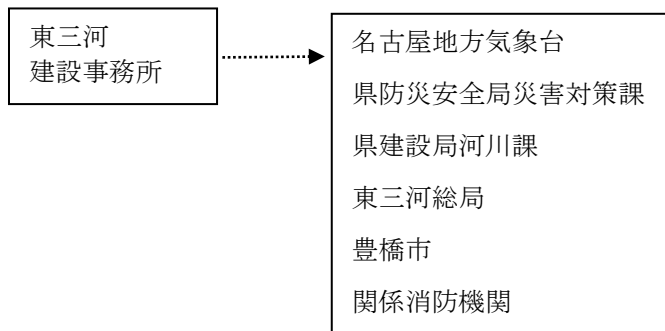 東三河
建設事務所
名古屋地方気象台
県防災安全局災害対策課
県建設局河川課
東三河総局
豊橋市
関係消防機関